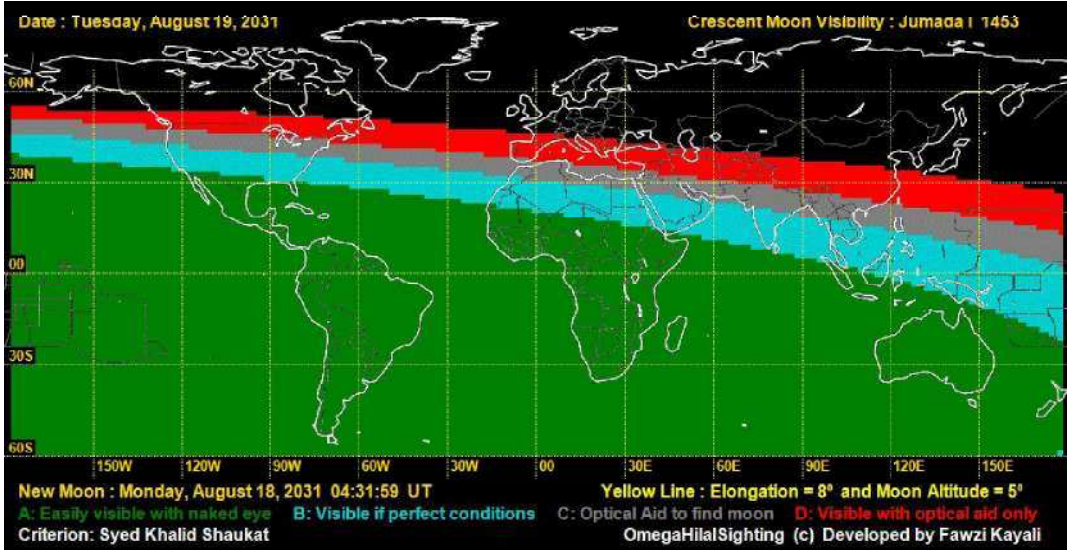 Date : Tuesday, August 19, 2031
Crescent Moon Visibility : Jumada I 1453
60N
30N
00
30S
60S
150W 120W 90W 60W 30W 00 30E 60E 90E 120E 150E
New Moon : Monday, August 18, 2031 04:31:59 UT
Yellow Line : Elongation = 8º and Moon Altitude = 5º
A: Easily visible with naked eye
B: Visible if perfect conditions
C: Optical Aid to find moon
D: Visible with optical aid only
Criterion: Syed Khalid Shaukat
OmegaHilalSighting (c) Developed by Fawzi Kayali